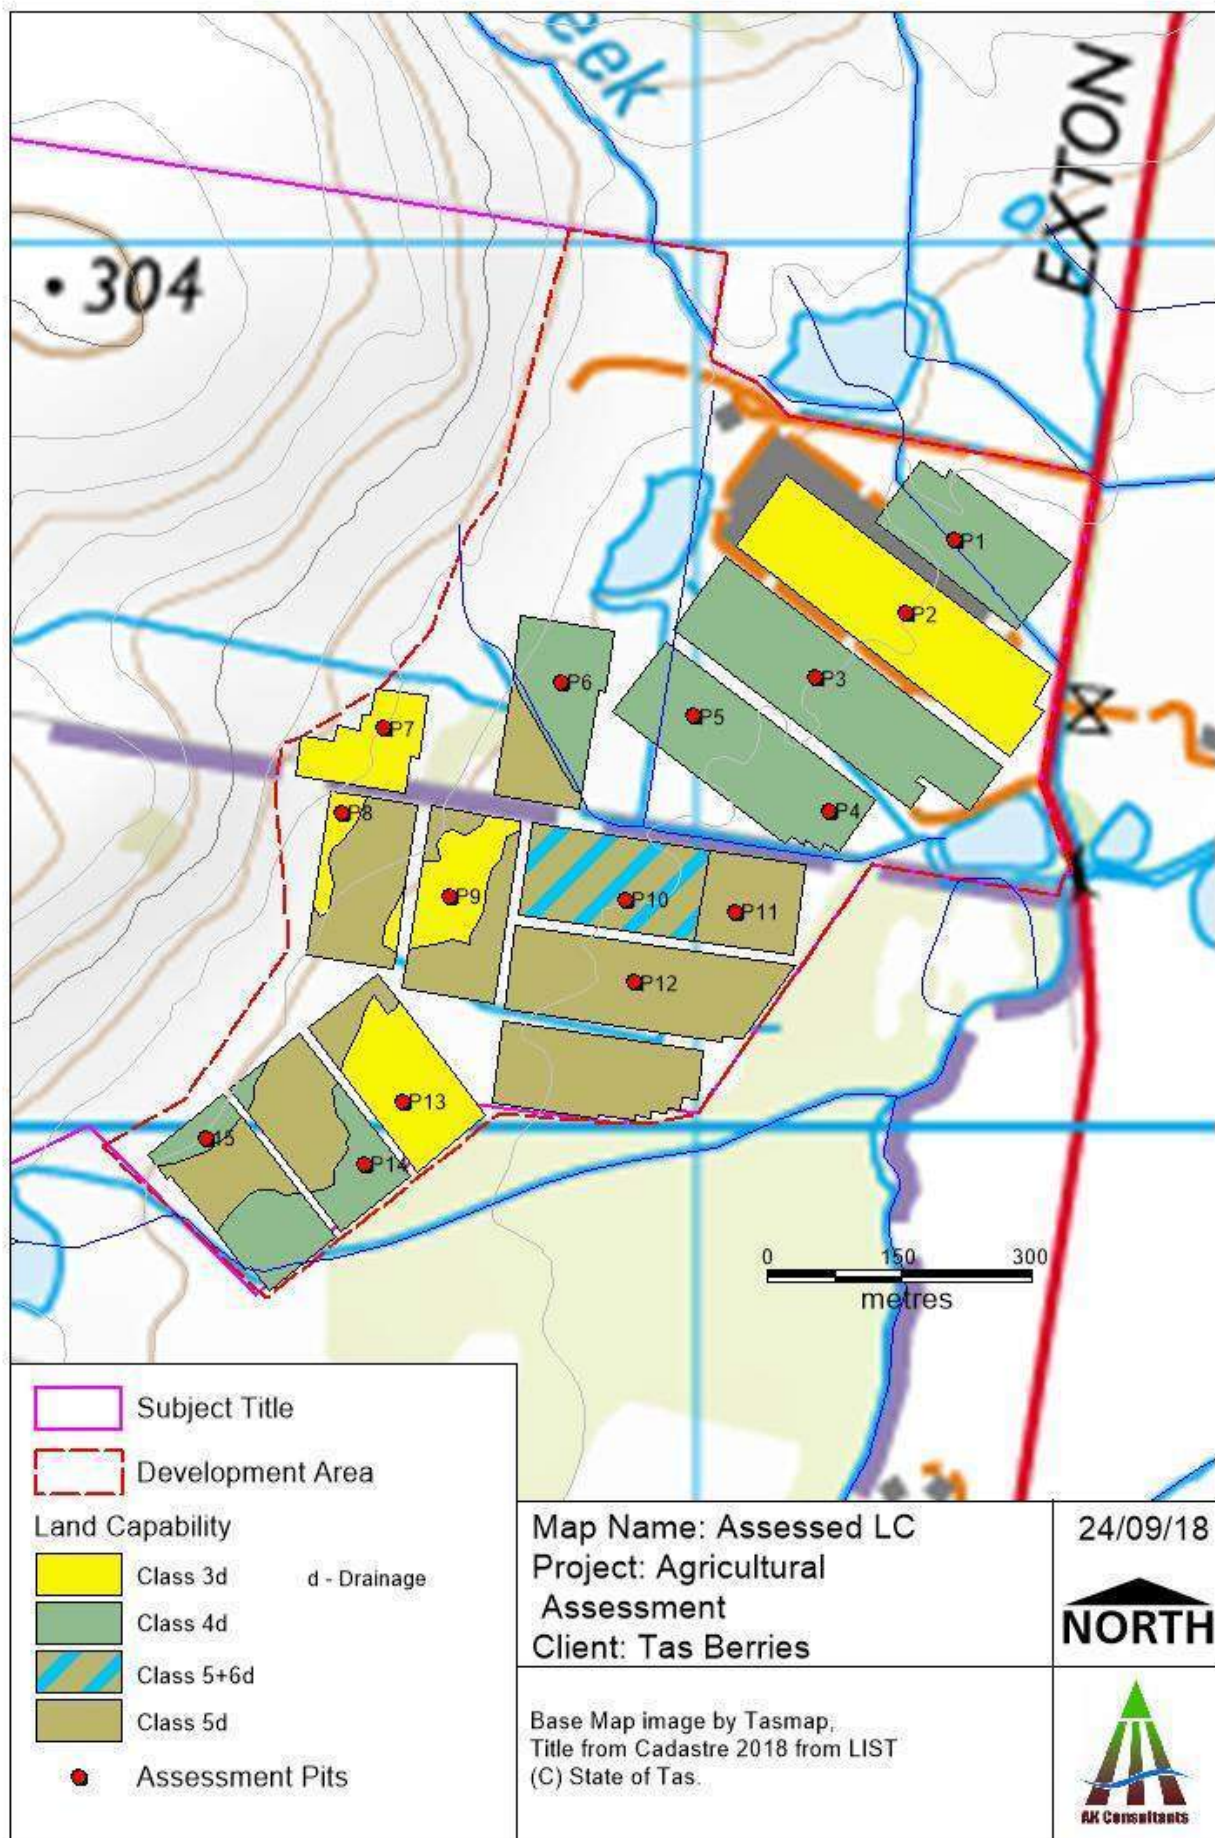 eek
EXTON
304
P1
P2
P3
P6
P5
P7
P4
P8
P9
P10
P11
P12
P13
15
P14
0 150 300
metres
Subject Title
Development Area
Land Capability
Class 3d d - Drainage
Class 4d
Class 5+6d
Class 5d
Assessment Pits
Map Name: Assessed LC
Project: Agricultural
Assessment
Client: Tas Berries
Base Map image by Tasmap,
Title from Cadastre 2018 from LIST
(C) State of Tas.
24/09/18
NORTH
AK Consultants